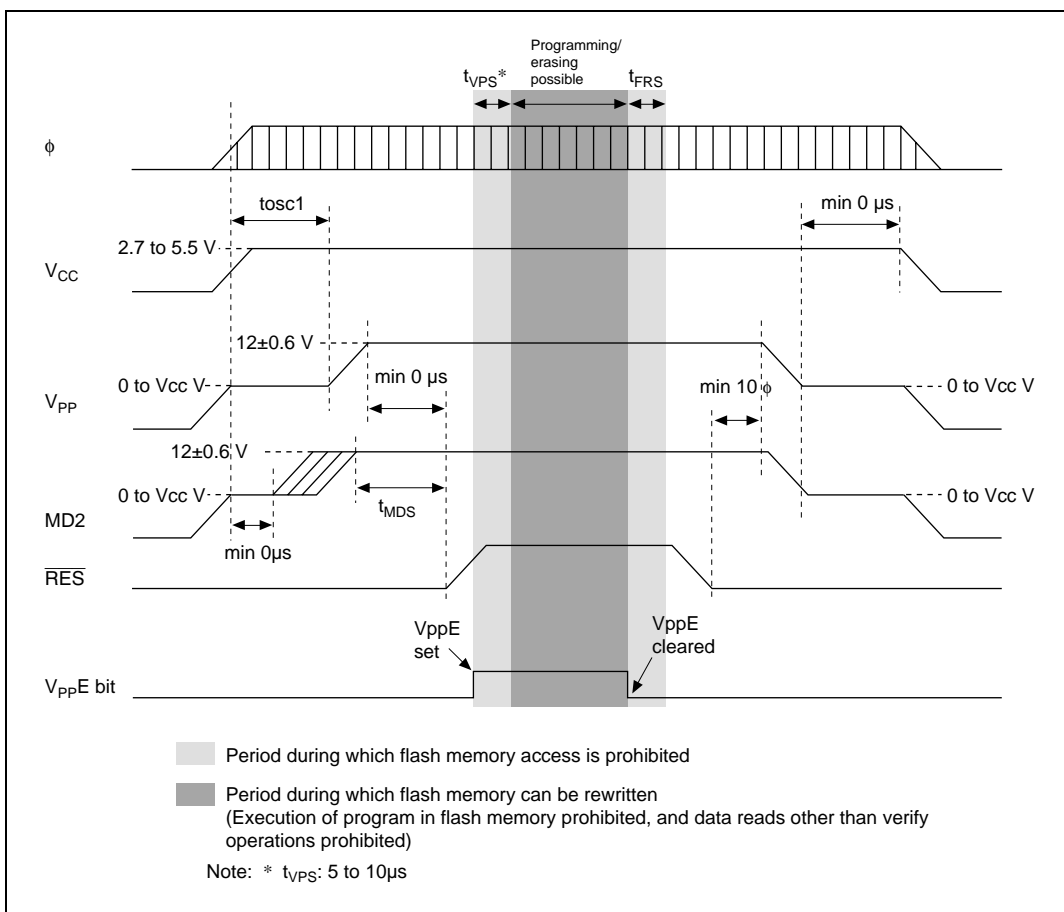 Programming/
erasing
possible
tVPS*
tFRS
φ
tosc1
min 0 µs
2.7 to 5.5 V
VCC
12±0.6 V
min 0 µs
0 to Vcc V
VPP
min 10 φ
0 to Vcc V
12±0.6 V
0 to Vcc V
tMDS
0 to Vcc V
MD2
min 0µs
RES
VppE
set
VppE
cleared
VPPE bit
Period during which flash memory access is prohibited
Period during which flash memory can be rewritten
(Execution of program in flash memory prohibited, and data reads other than verify
operations prohibited)
Note: * tVPS: 5 to 10µs